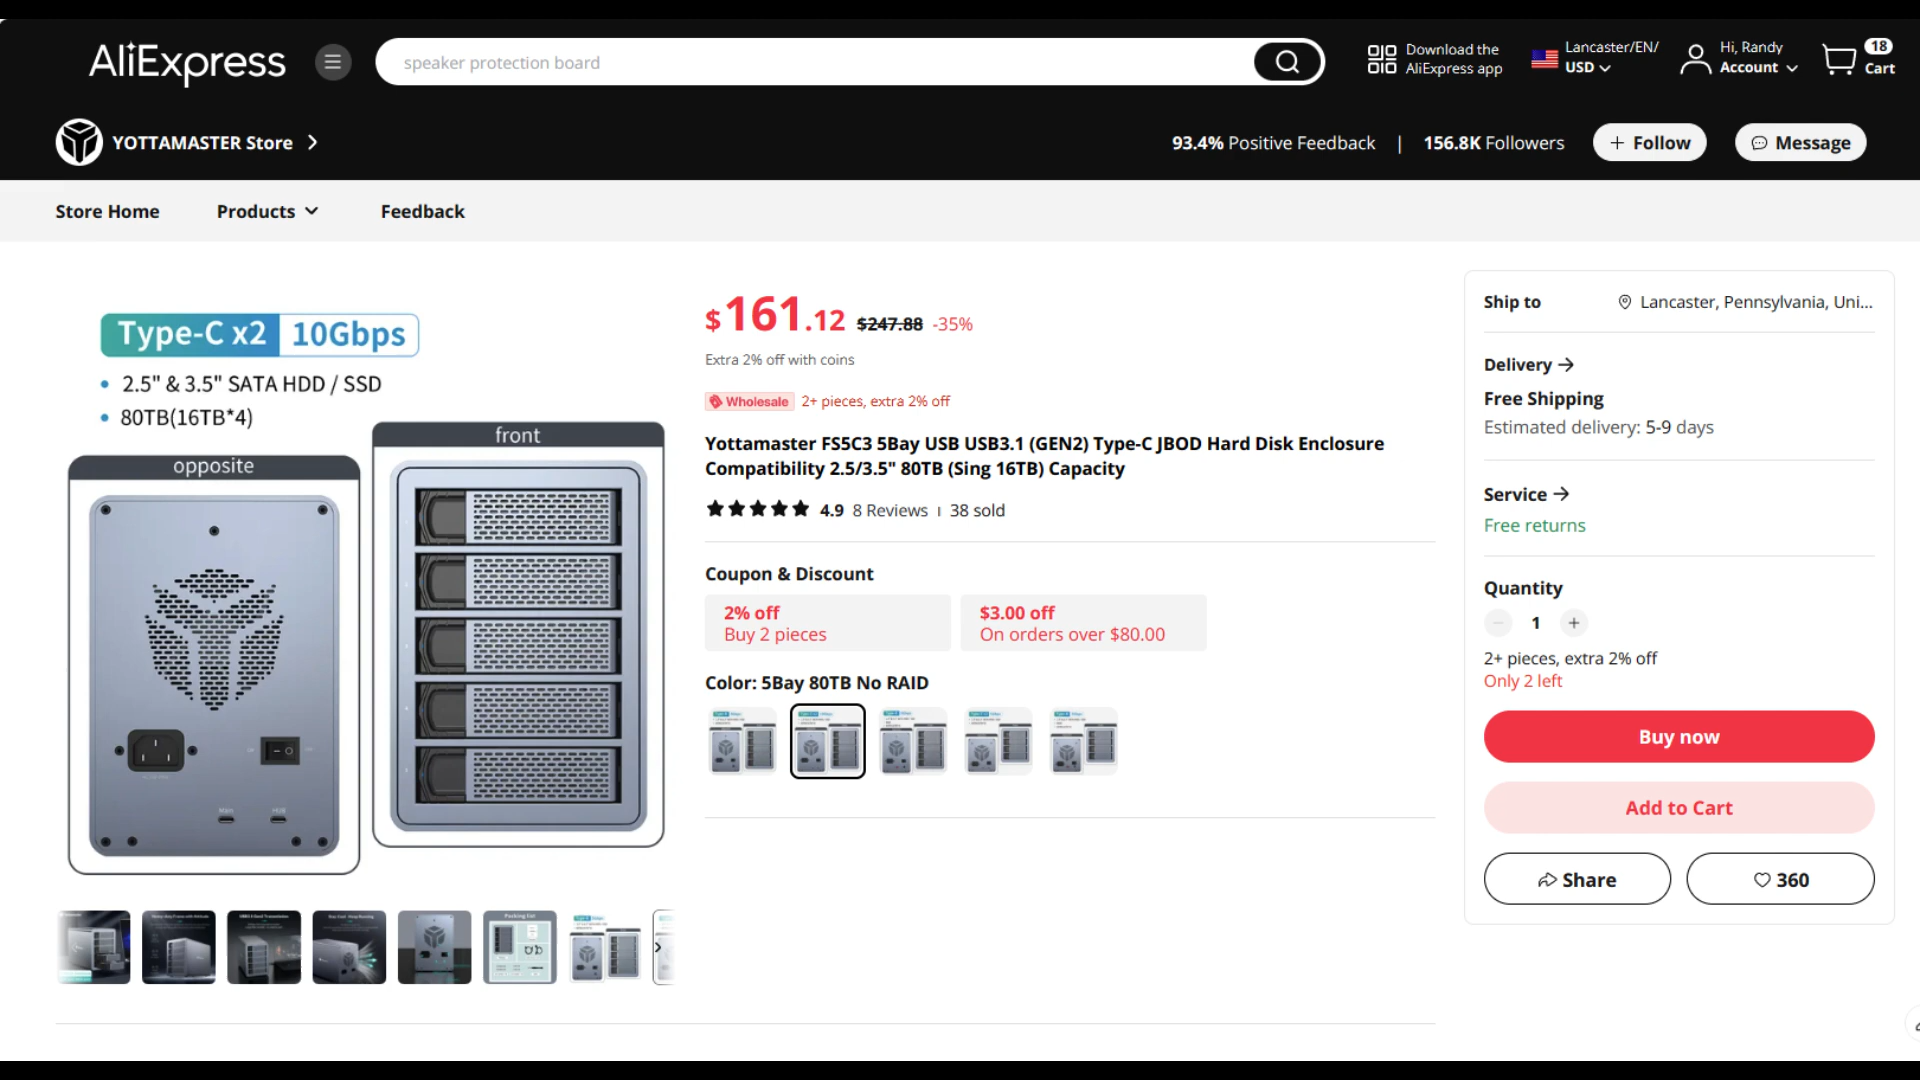 AliExpress
speaker protection board
Download the
AliExpress app
Lancaster/EN/
USD
Hi, Randy
Account
18
Cart
YOTTAMASTER Store
93.4% Positive Feedback | 156.8K Followers
+ Follow
Message
Store Home
Products
Feedback
Type-C x2 10Gbps
• 2.5" & 3.5" SATA HDD / SSD
• 80TB(16TB*4)
opposite
front
Main
HUB
$161.12 $247.88 -35%
Extra 2% off with coins
Wholesale 2+ pieces, extra 2% off
Yottamaster FS5C3 5Bay USB USB3.1 (GEN2) Type-C JBOD Hard Disk Enclosure
Compatibility 2.5/3.5" 80TB (Sing 16TB) Capacity
4.9 8 Reviews | 38 sold
Coupon & Discount
2% off
Buy 2 pieces
$3.00 off
On orders over $80.00
Color: 5Bay 80TB No RAID
Packing list
Ship to
Lancaster, Pennsylvania, Uni...
Delivery
Free Shipping
Estimated delivery: 5-9 days
Service
Free returns
Quantity
− 1 +
2+ pieces, extra 2% off
Only 2 left
Buy now
Add to Cart
Share
360